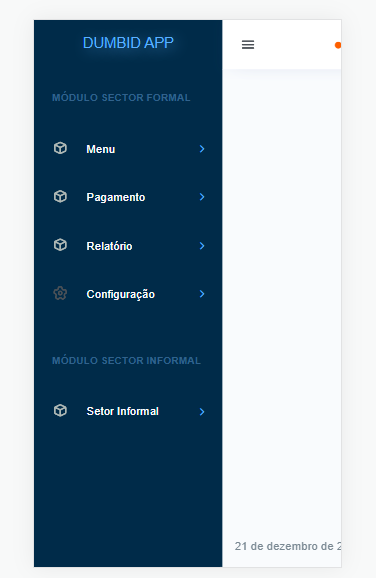 DUMBID APP
MÓDULO SECTOR FORMAL
Menu
Pagamento
Relatório
Configuração
MÓDULO SECTOR INFORMAL
Setor Informal
21 de dezembro de 2